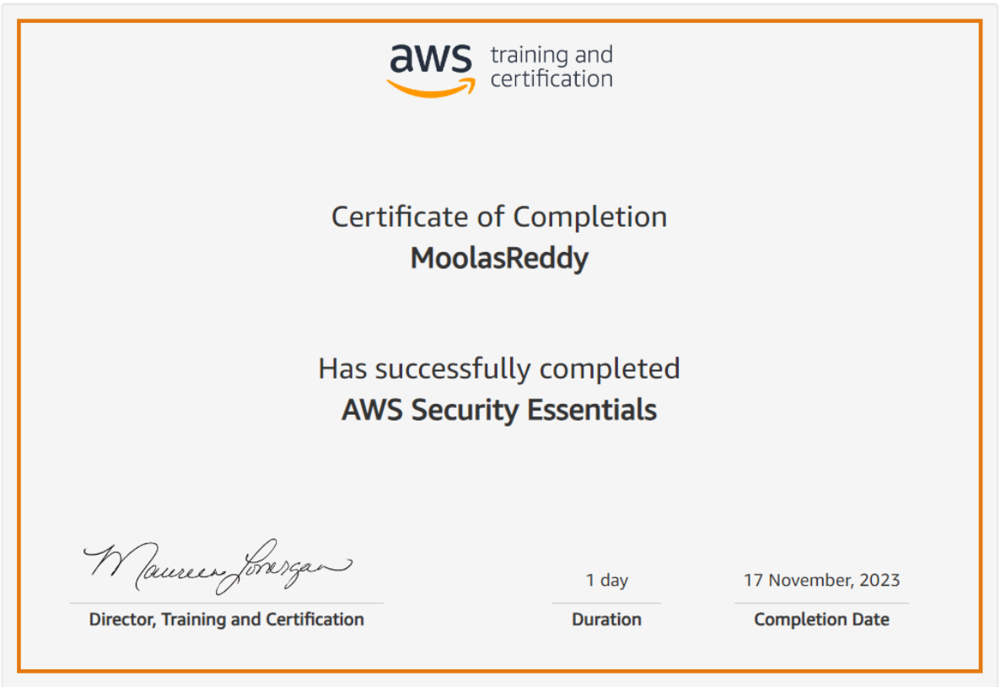 aws training and
certification
Certificate of Completion
MoolasReddy
Has successfully completed
AWS Security Essentials
Maureen Lonergan
1 day
17 November, 2023
Director, Training and Certification
Duration
Completion Date